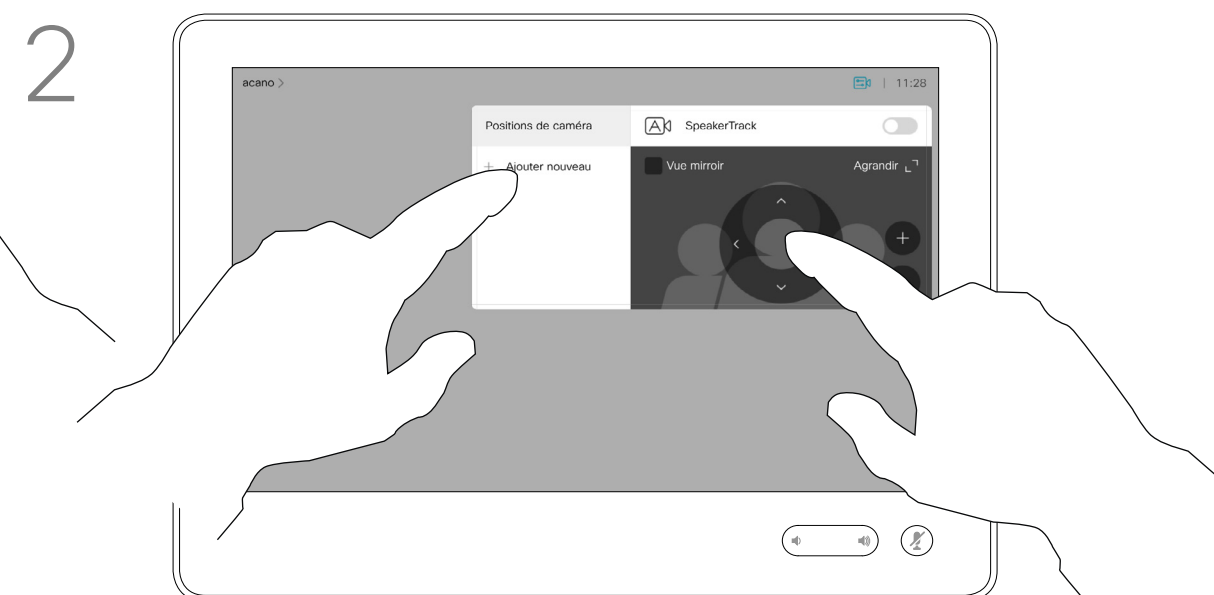 2
acano >
11:28
Positions de caméra
SpeakerTrack
+ Ajouter nouveau
Vue mirroir
Agrandir